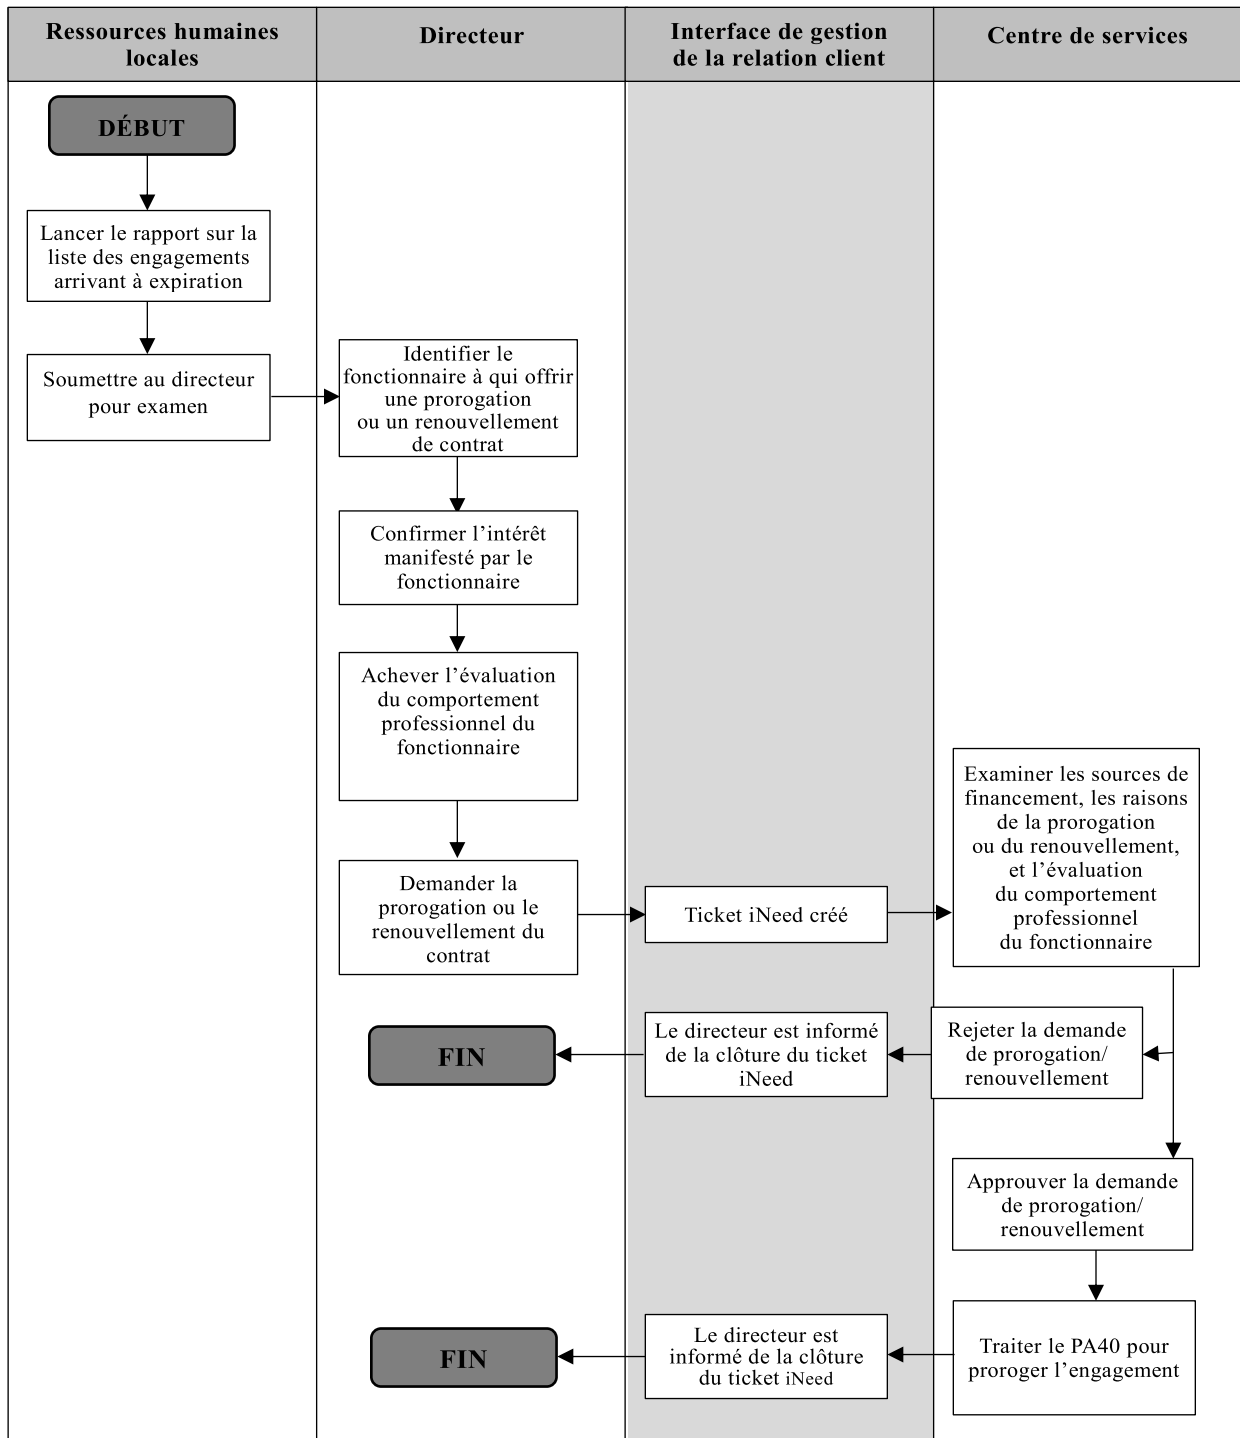 Ressources humaines
locales
Directeur
Interface de gestion
de la relation client
Centre de services
DÉBUT
Lancer le rapport sur la
liste des engagements
arrivant à expiration
Soumettre au directeur
pour examen
Identifier le
fonctionnaire à qui offrir
une prorogation
ou un renouvellement
de contrat
Confirmer l’intérêt
manifesté par le
fonctionnaire
Achever l’évaluation
du comportement
professionnel du
fonctionnaire
Demander la
prorogation ou le
renouvellement du
contrat
Ticket iNeed créé
Examiner les sources de
financement, les raisons
de la prorogation
ou du renouvellement,
et l’évaluation
du comportement
professionnel
du fonctionnaire
Rejeter la demande
de prorogation/
renouvellement
Le directeur est informé
de la clôture du ticket
iNeed
FIN
Approuver la demande
de prorogation/
renouvellement
Traiter le PA40 pour
proroger l’engagement
Le directeur est
informé de la clôture
du ticket iNeed
FIN